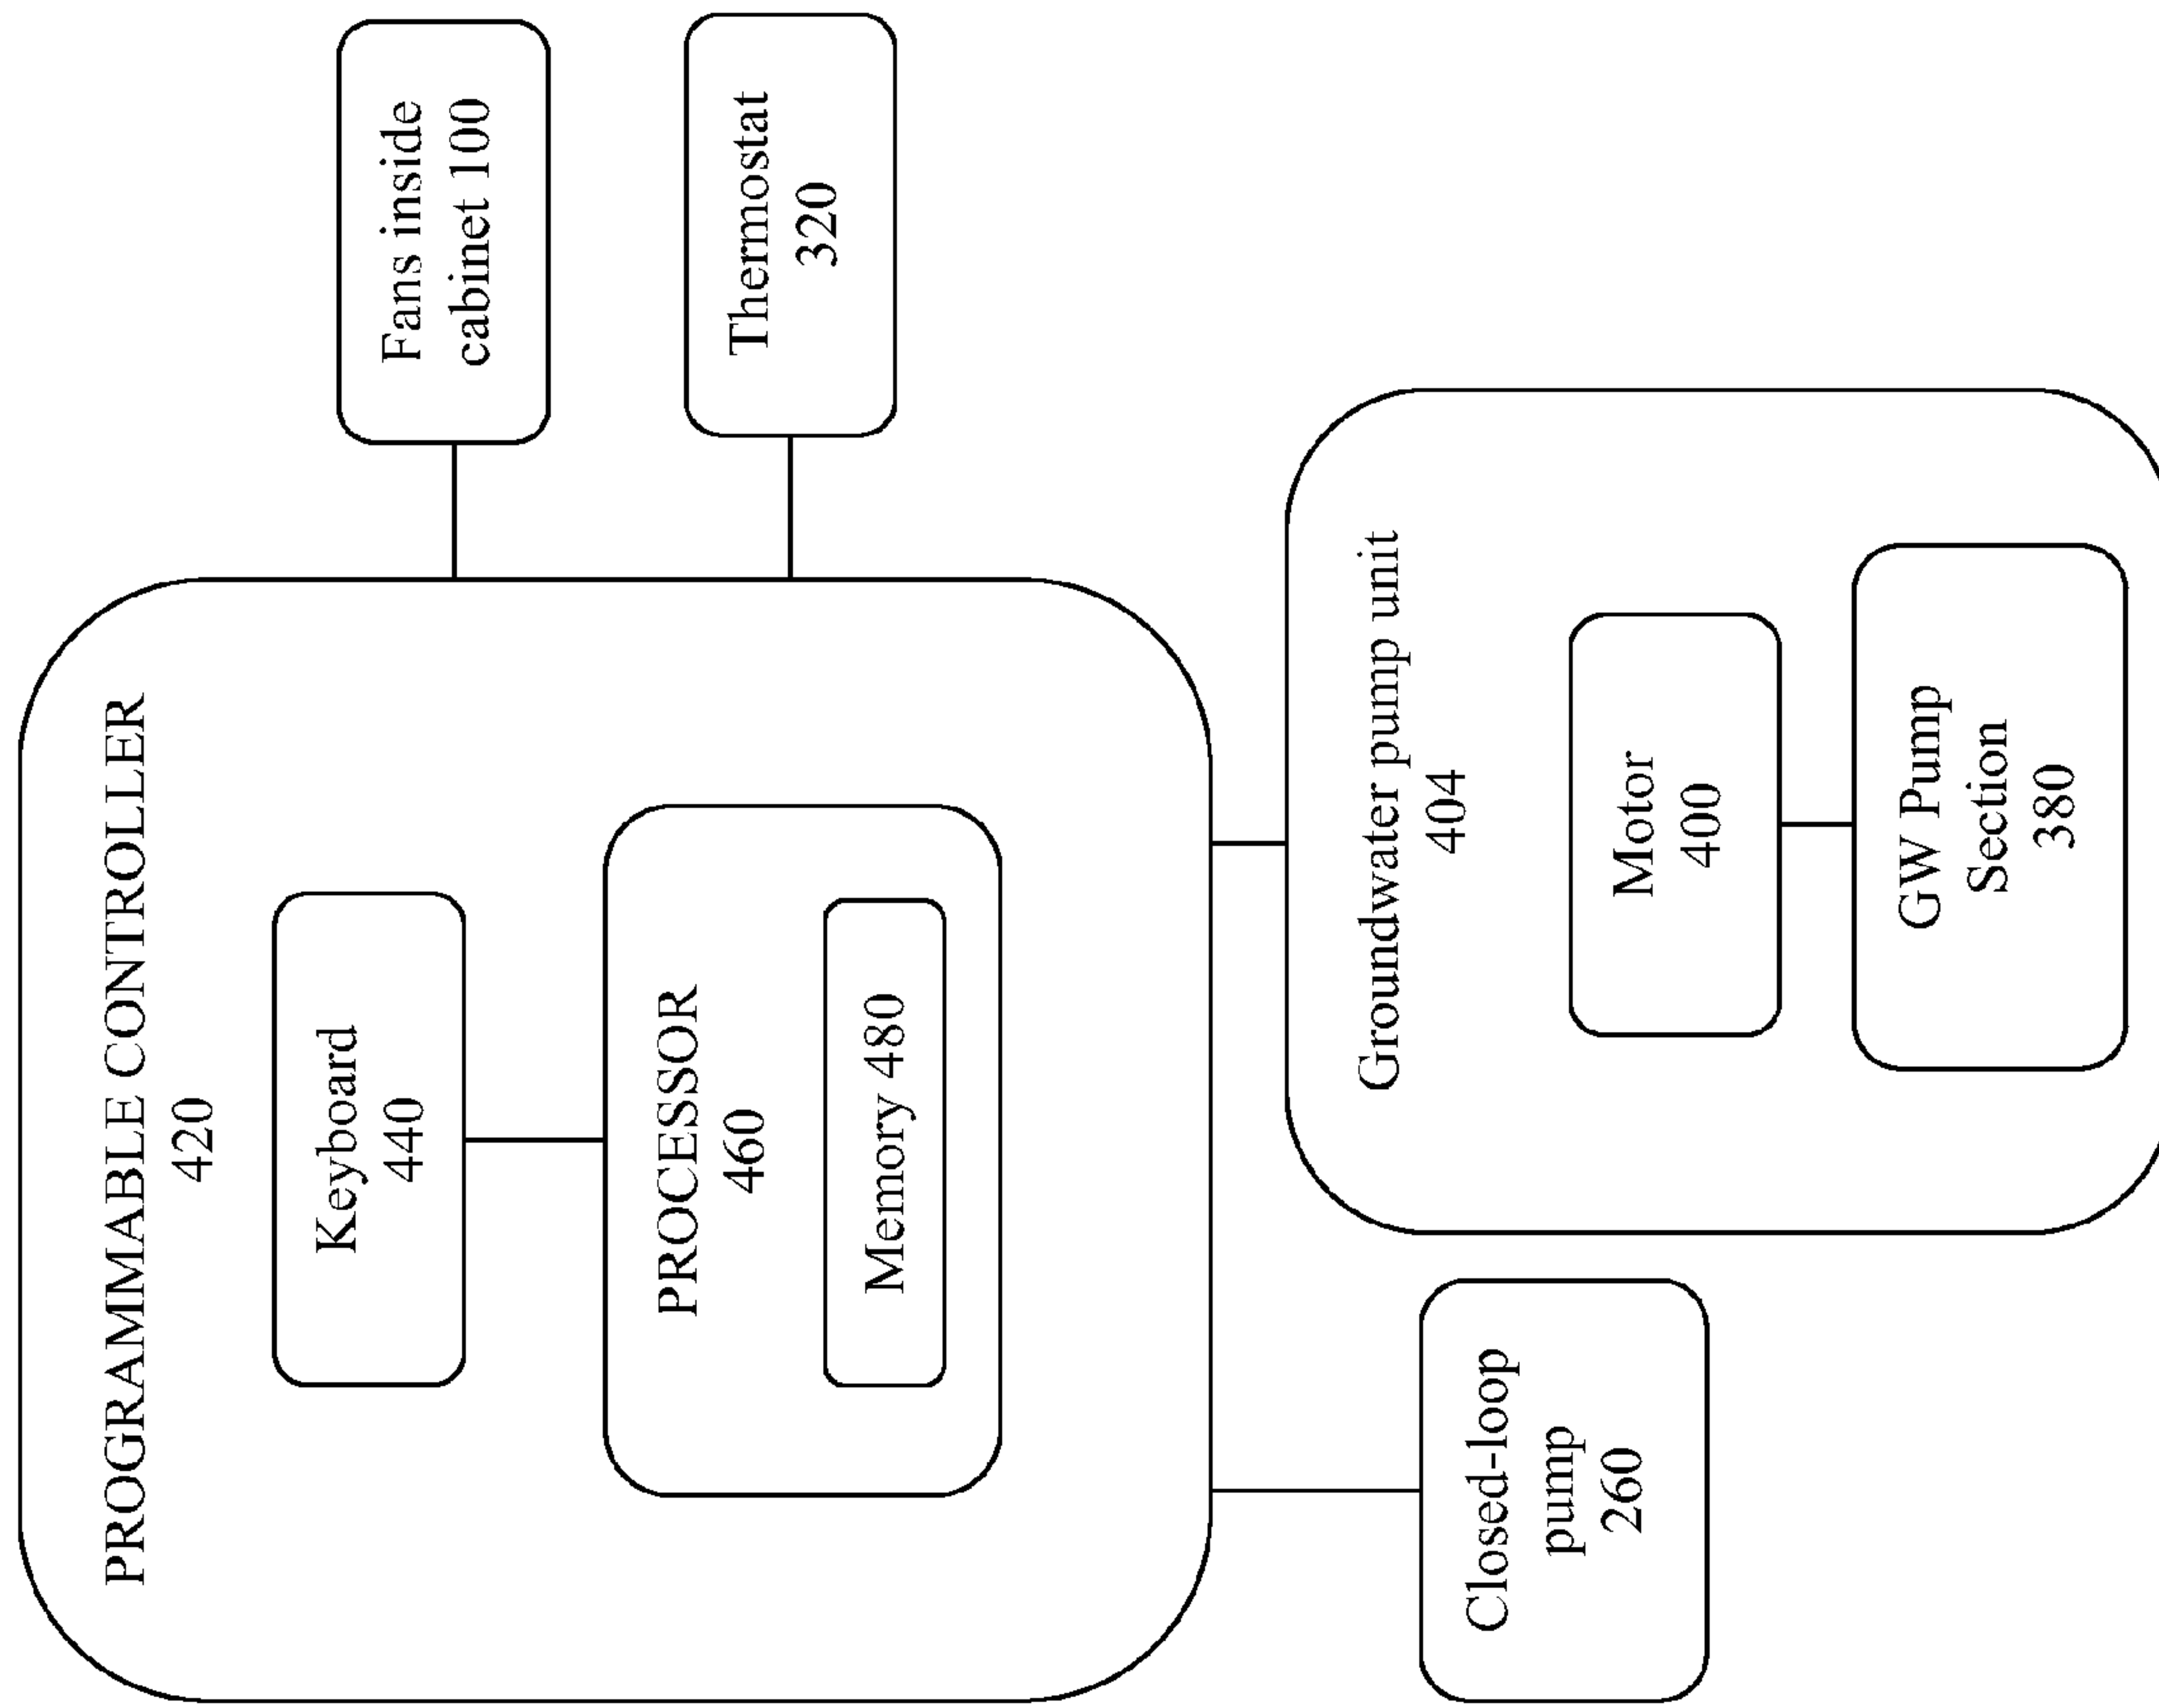 PROGRAMMABLE CONTROLLER
420
Keyboard
440
PROCESSOR
460
Memory 480
Fans inside
cabinet 100
Thermostat
320
Closed-loop
pump
260
Groundwater pump unit
404
Motor
400
GW Pump
Section
380